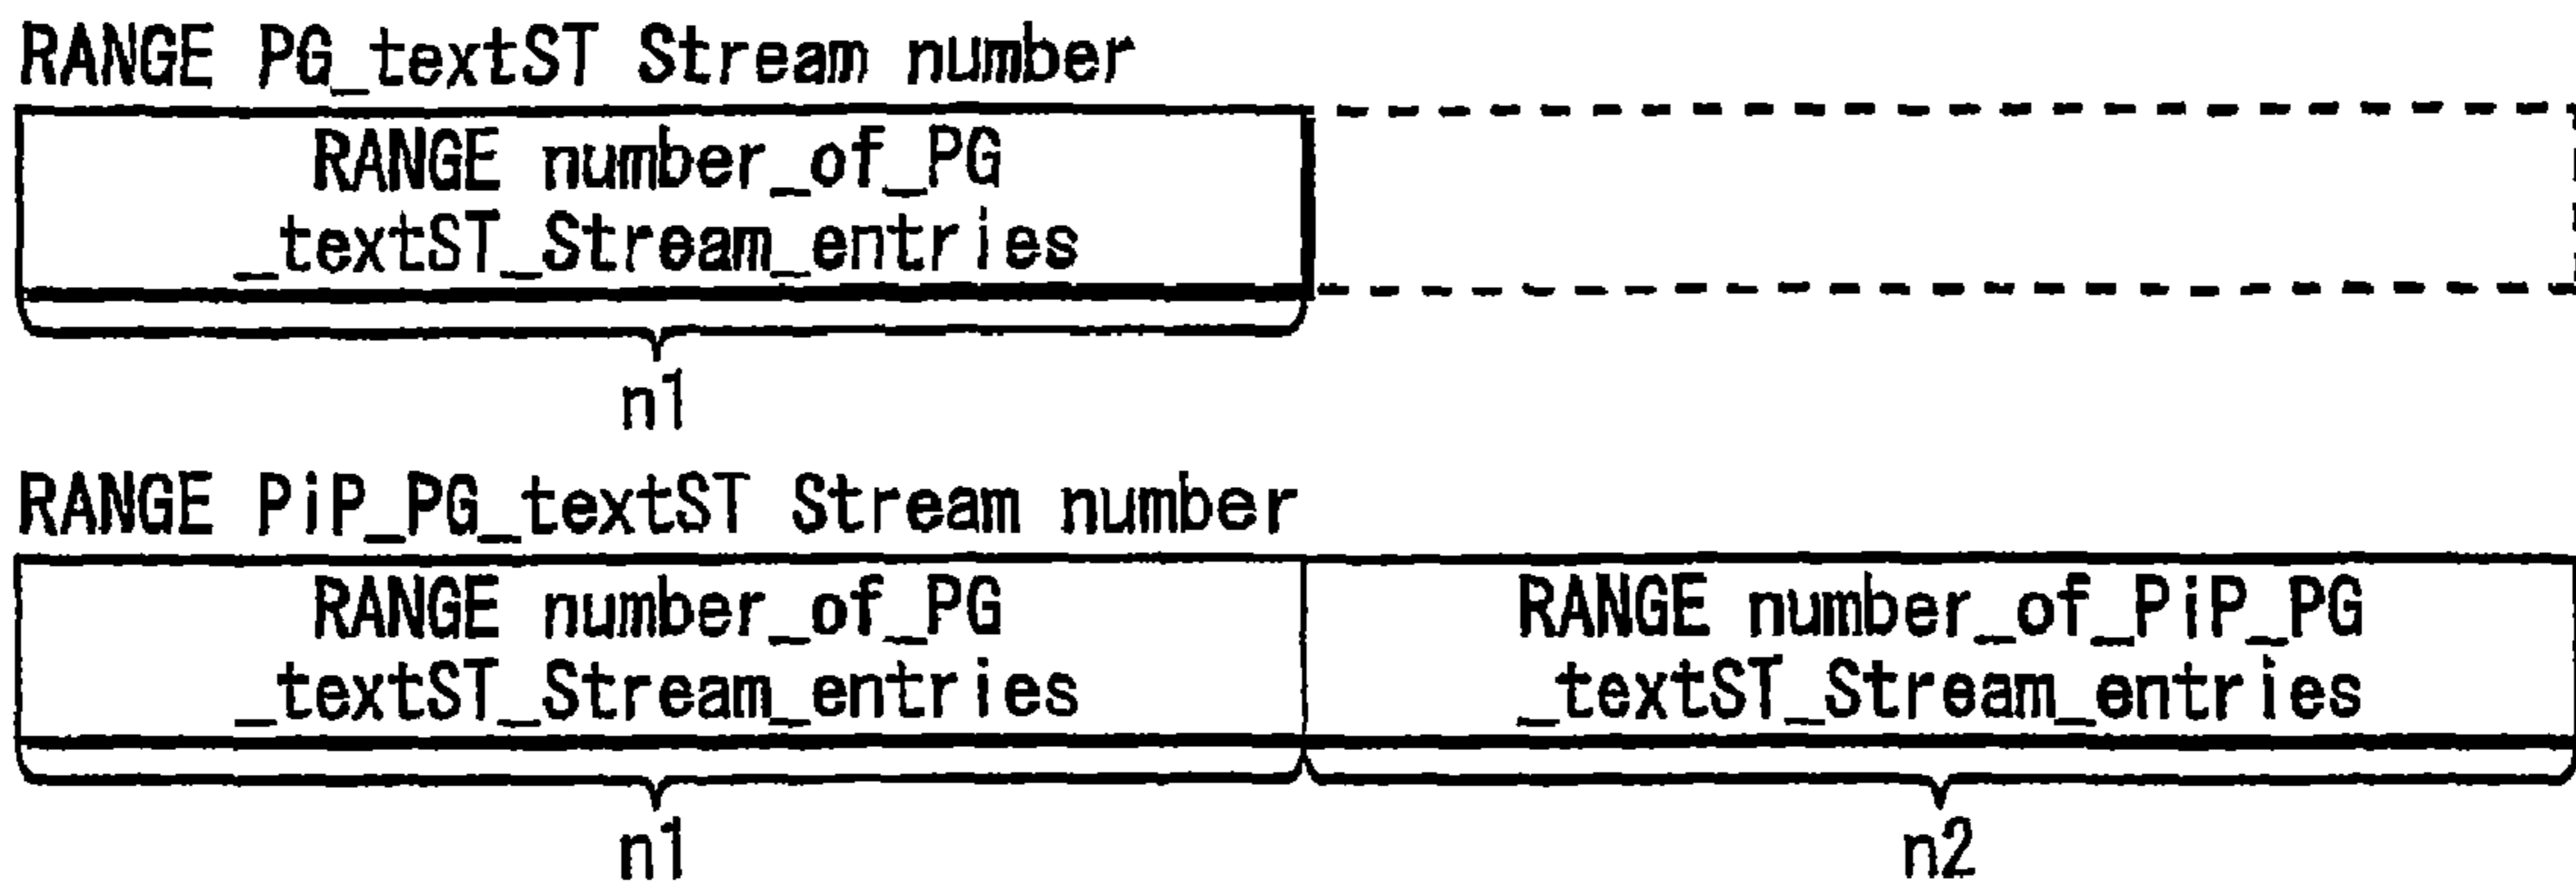 RANGE PG_textST Stream number
RANGE number_of_PG
_textST_Stream_entries
n1
RANGE PiP_PG_textST Stream number
RANGE number_of_PG
_textST_Stream_entries
RANGE number_of_PiP_PG
_textST_Stream_entries
n1
n2